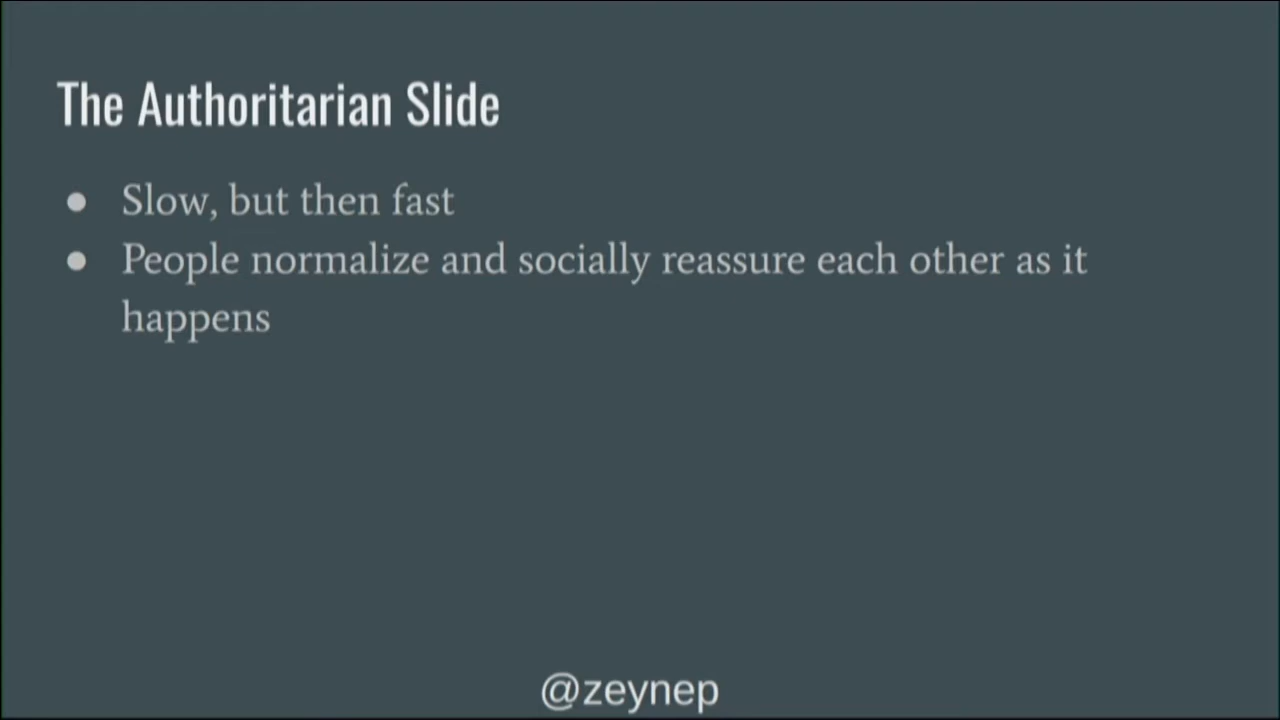 The Authoritarian Slide
● Slow, but then fast
● People normalize and socially reassure each other as it
happens
@zeynep